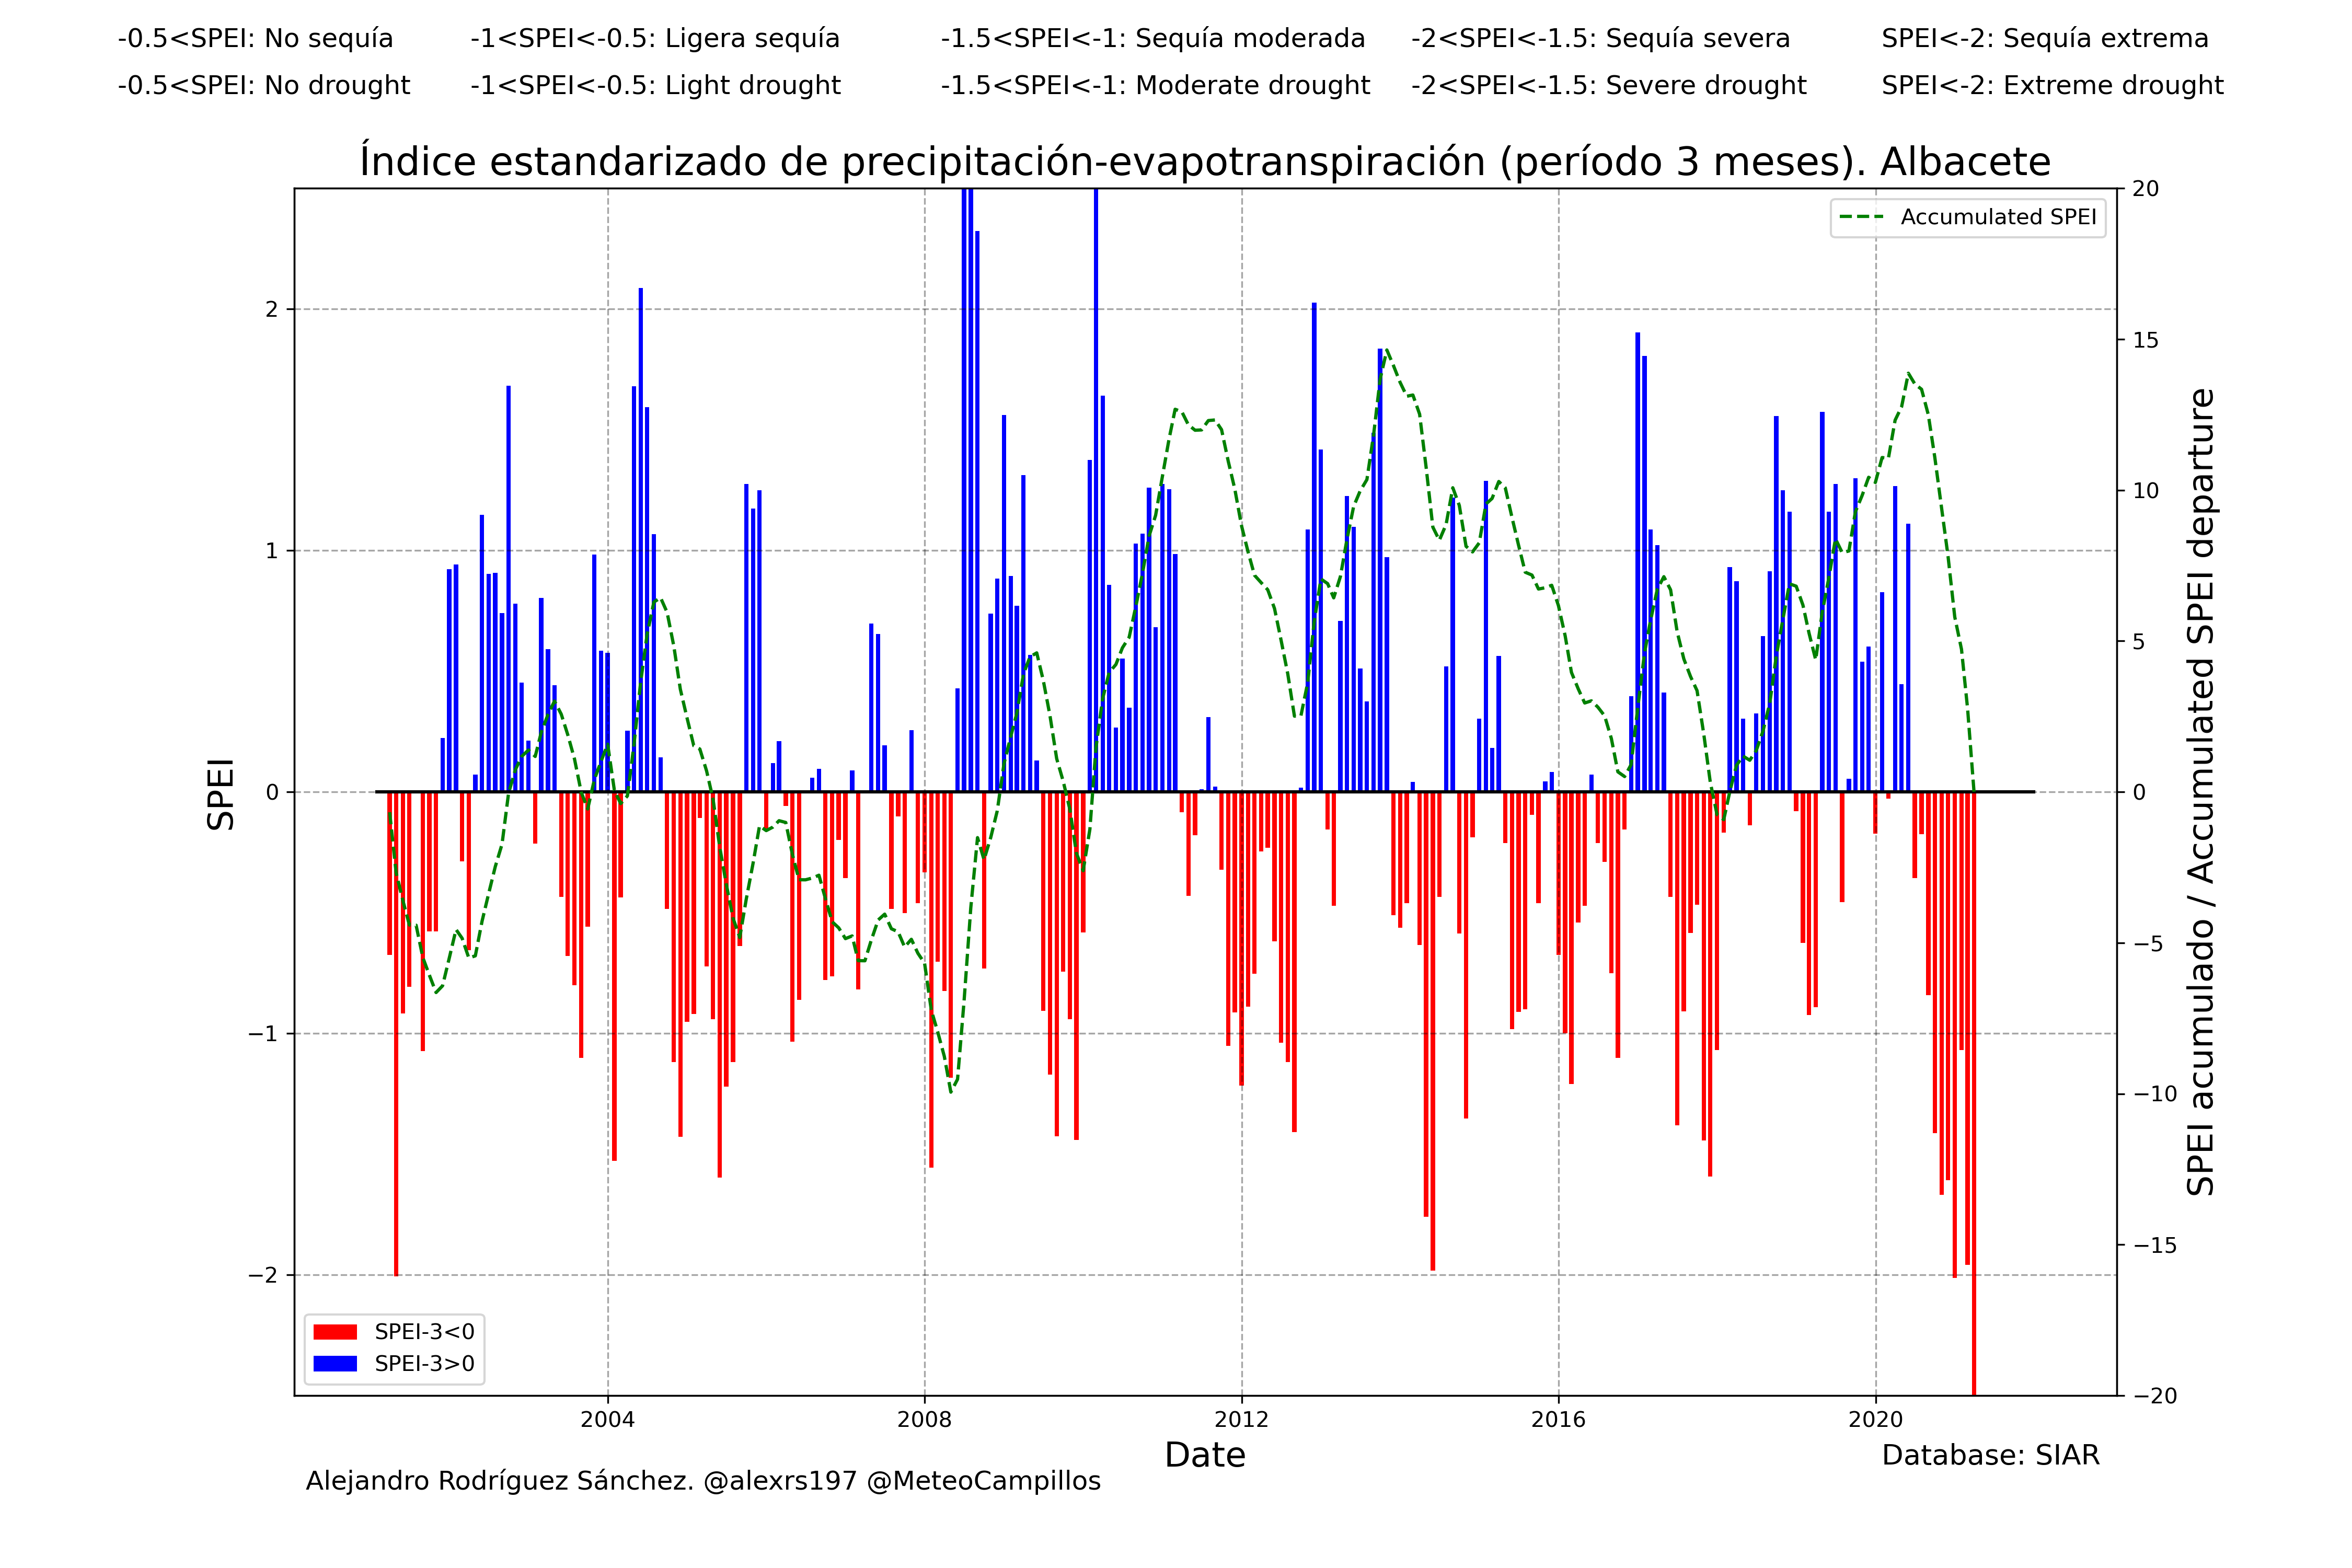 -0.5<SPEI: No sequía -1<SPEI<-0.5: Ligera sequía -1.5<SPEI<-1: Sequía moderada -2<SPEI<-1.5: Sequía severa SPEI<-2: Sequía extrema
-0.5<SPEI: No drought -1<SPEI<-0.5: Light drought -1.5<SPEI<-1: Moderate drought -2<SPEI<-1.5: Severe drought SPEI<-2: Extreme drought
Índice estandarizado de precipitación-evapotranspiración (período 3 meses). Albacete
Accumulated SPEI
SPEI
2
1
0
−1
−2
20
15
10
5
0
−5
−10
−15
−20
SPEI acumulado / Accumulated SPEI departure
SPEI-3<0
SPEI-3>0
2004 2008 2012 2016 2020
Date
Database: SIAR
Alejandro Rodríguez Sánchez. @alexrs197 @MeteoCampillos